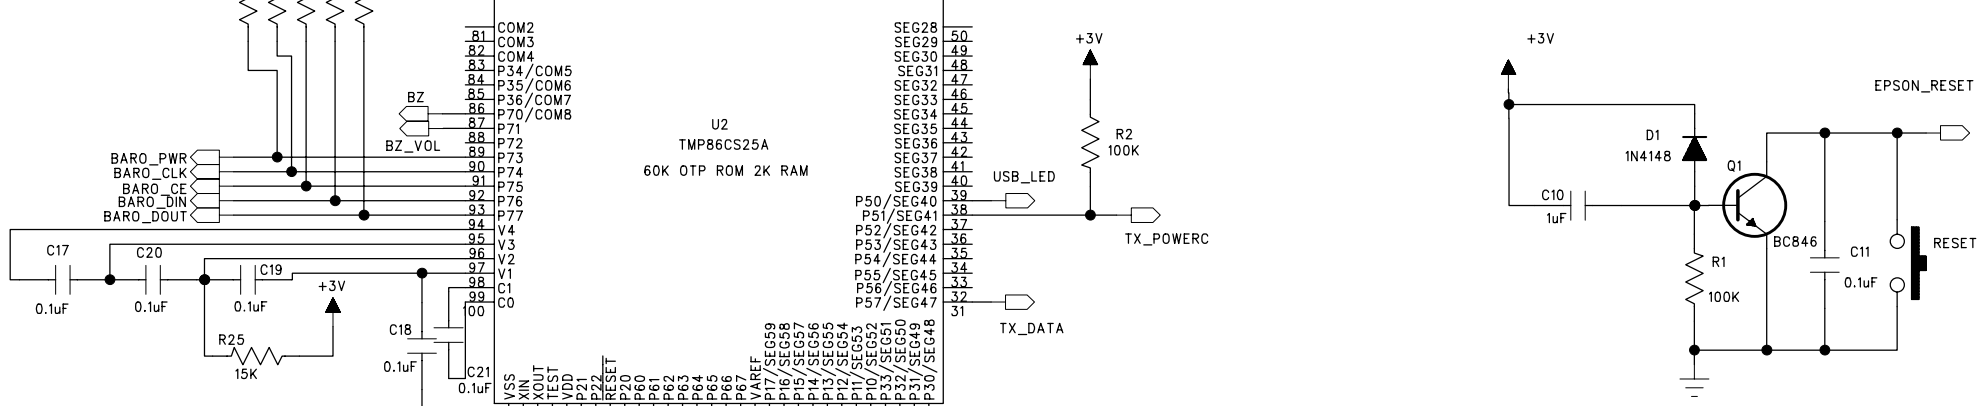 COM2
81
COM3
82
COM4
83
P34/COM5
84
P35/COM6
85
P36/COM7
BZ
86
P70/COM8
87
P71
BZ_VOL
88
P72
BARO_PWR
89
P73
BARO_CLK
90
P74
BARO_CE
91
P75
BARO_DIN
92
P76
BARO_DOUT
93
P77
94
V4
95
V3
96
V2
97
V1
98
C1
99
C0
100
C17
0.1uF
C20
0.1uF
C19
0.1uF
+3V
R25
15K
C18
0.1uF
C21
0.1uF
U2
TMP86CS25A
60K OTP ROM 2K RAM
SEG28
50
SEG29
49
SEG30
48
SEG31
47
SEG32
46
SEG33
45
SEG34
44
SEG35
43
SEG36
42
SEG37
41
SEG38
40
SEG39
39
P50/SEG40
38
P51/SEG41
37
P52/SEG42
36
P53/SEG43
35
P54/SEG44
34
P55/SEG45
33
P56/SEG46
32
P57/SEG47
31
VSS
XIN
XOUT
TEST
VDD
P21
P22
RESET
P20
P60
P61
P62
P63
P64
P65
P66
P67
VAREF
P17/SEG59
P16/SEG58
P15/SEG57
P14/SEG56
P13/SEG55
P12/SEG54
P11/SEG53
P10/SEG52
P33/SEG51
P32/SEG50
P31/SEG49
P30/SEG48
+3V
R2
100K
USB_LED
TX_POWERC
TX_DATA
+3V
EPSON_RESET
D1
1N4148
Q1
C10
1uF
BC846
R1
100K
C11
0.1uF
RESET